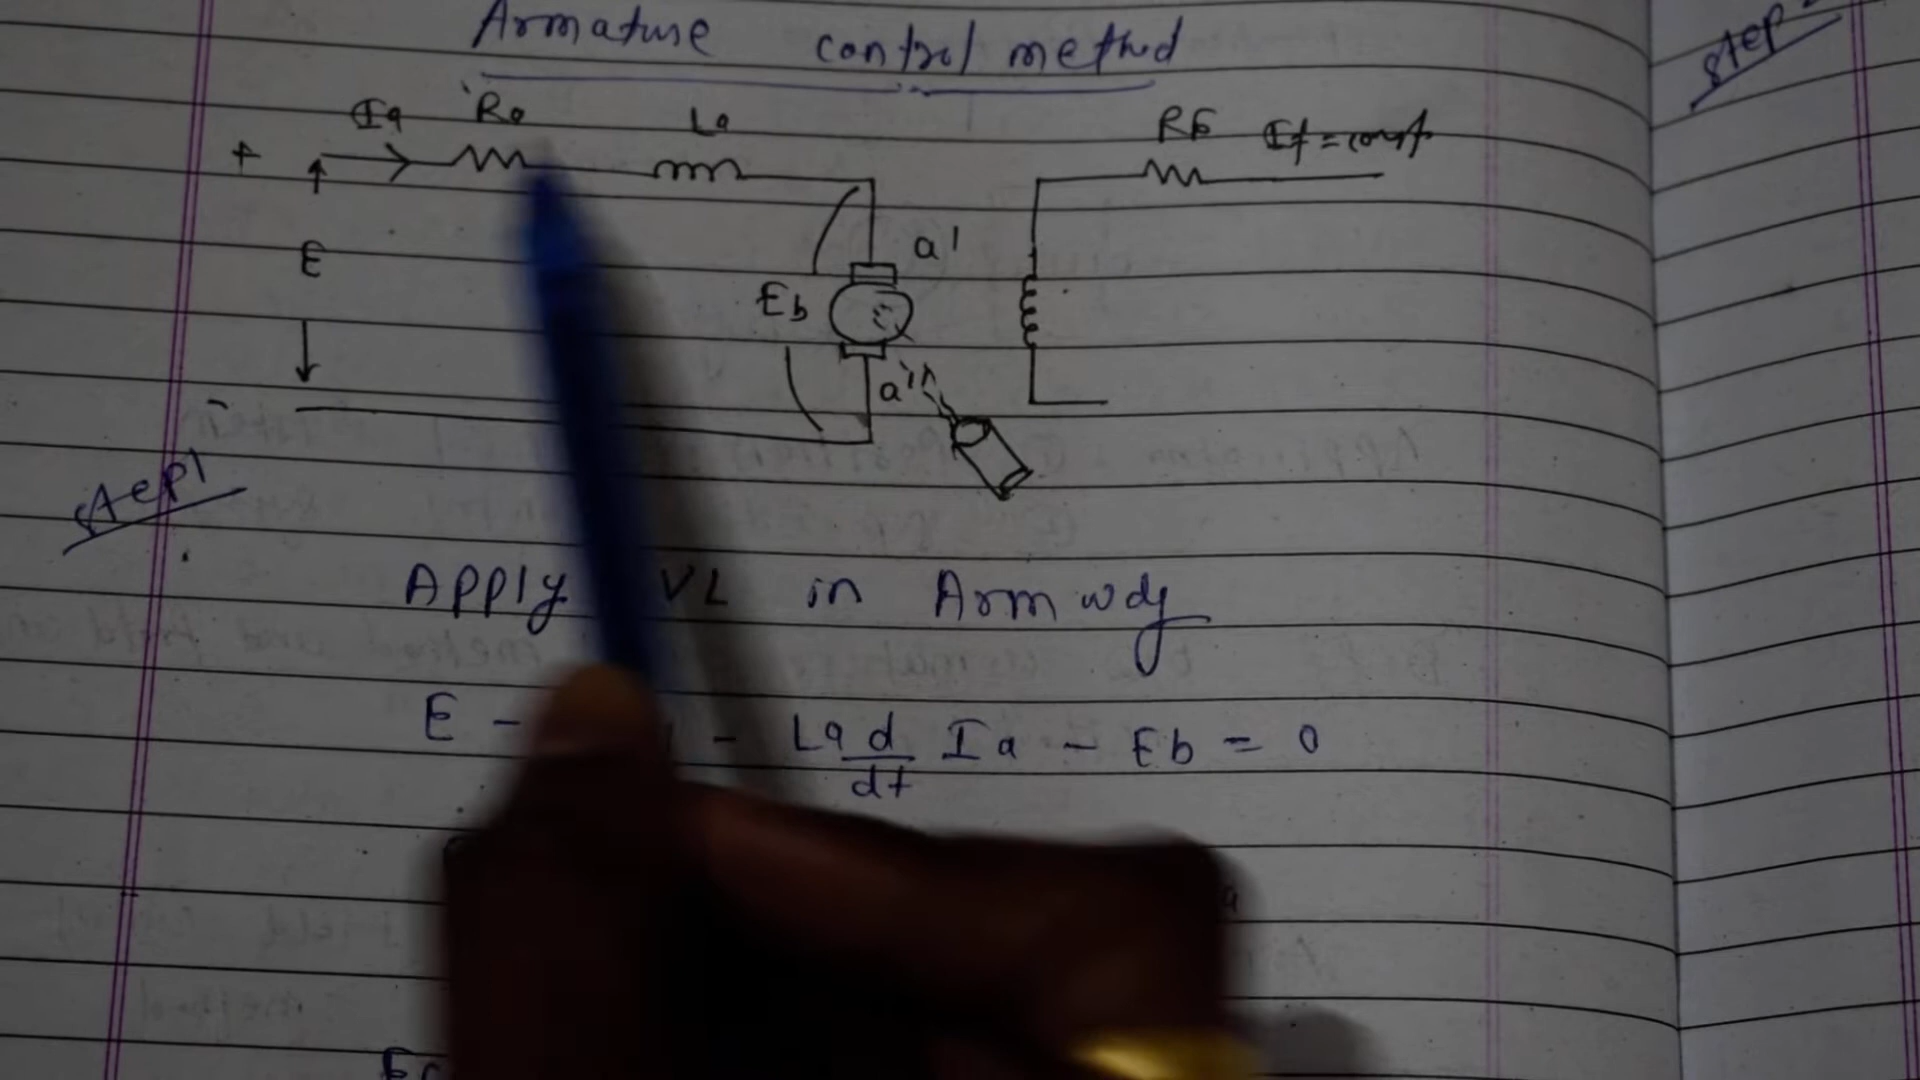 Armature control method
step
Ia Ra La Rf If = const
+
E Eb a'
- a''
step 1
Apply VL in Arm wdg
E - - La d/dt Ia - Eb = 0
a